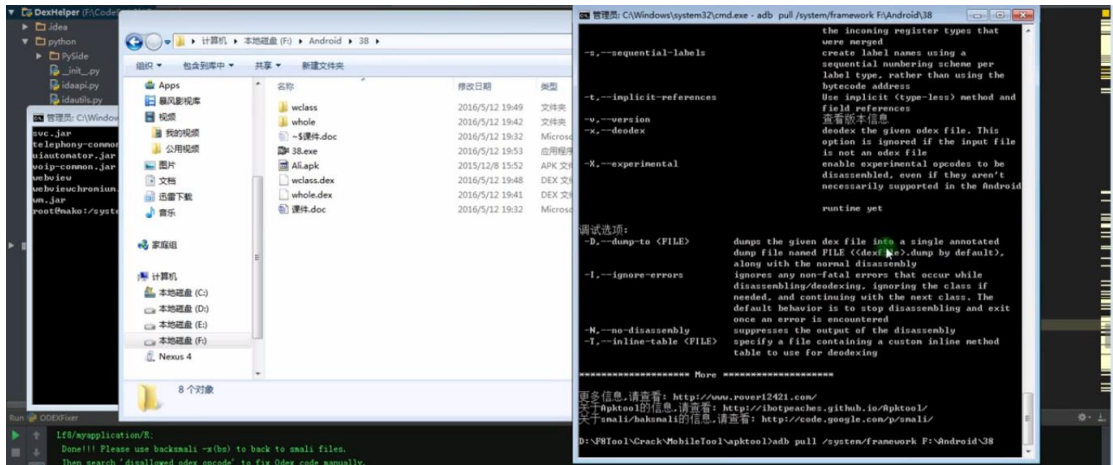 DexHelper (F:\Code
.idea
python
PySide
_init_.py
idaapi.py
idautils.py
管理员: C:\Window
svc.jar
telephony-common
uiautomator.jar
voip-common.jar
webview
webviewchromium.
wm.jar
root@mako:/syste
计算机 ▸ 本地磁盘 (F:) ▸ Android ▸ 38 ▸
组织 ▾ 包含到库中 ▾ 共享 ▾ 新建文件夹
Apps
暴风影视库
视频
我的视频
公用视频
图片
文档
迅雷下载
音乐
家庭组
计算机
本地磁盘 (C:)
本地磁盘 (D:)
本地磁盘 (E:)
本地磁盘 (F:)
Nexus 4
名称 修改日期 类型
wclass 2016/5/12 19:49 文件夹
whole 2016/5/12 19:42 文件夹
~$课件.doc 2016/5/12 19:32 Microso
38.exe 2016/5/12 19:53 应用程序
Ali.apk 2015/12/8 15:52 APK 文件
wclass.dex 2016/5/12 19:48 DEX 文件
whole.dex 2016/5/12 19:41 DEX 文件
课件.doc 2016/5/12 19:32 Microso
8 个对象
管理员: C:\Windows\system32\cmd.exe - adb pull /system/framework F:\Android\38
the incoming register types that
were merged
-s,--sequential-labels create label names using a
sequential numbering scheme per
label type, rather than using the
bytecode address
-t,--implicit-references Use implicit (type-less) method and
field references
-v,--version 查看版本信息
-x,--deodex deodex the given odex file. This
option is ignored if the input file
is not an odex file
-X,--experimental enable experimental opcodes to be
disassembled, even if they aren't
necessarily supported in the Android
runtime yet
调试选项:
-D,--dump-to <FILE> dumps the given dex file into a single annotated
dump file named FILE (<dexfile>.dump by default),
along with the normal disassembly
-I,--ignore-errors ignores any non-fatal errors that occur while
disassembling/deodexing, ignoring the class if
needed, and continuing with the next class. The
default behavior is to stop disassembling and exit
once an error is encountered
-N,--no-disassembly suppresses the output of the disassembly
-T,--inline-table <FILE> specify a file containing a custom inline method
table to use for deodexing
******************** More ********************
更多信息,请查看: http://www.rover12421.com/
关于Apktool的信息,请查看: http://ibotpeaches.github.io/Apktool/
关于smali/baksmali的信息,请查看: http://code.google.com/p/smali/
D:\F8Tool\Crack\MobileTool\apktool>adb pull /system/framework F:\Android\38
Run ODEXFixer
Lf8/myapplication/R:
Done!!! Please use backsmali -x(bs) to back to smali files.
Then search 'disallowed odex opcode' to fix Odex code manually.